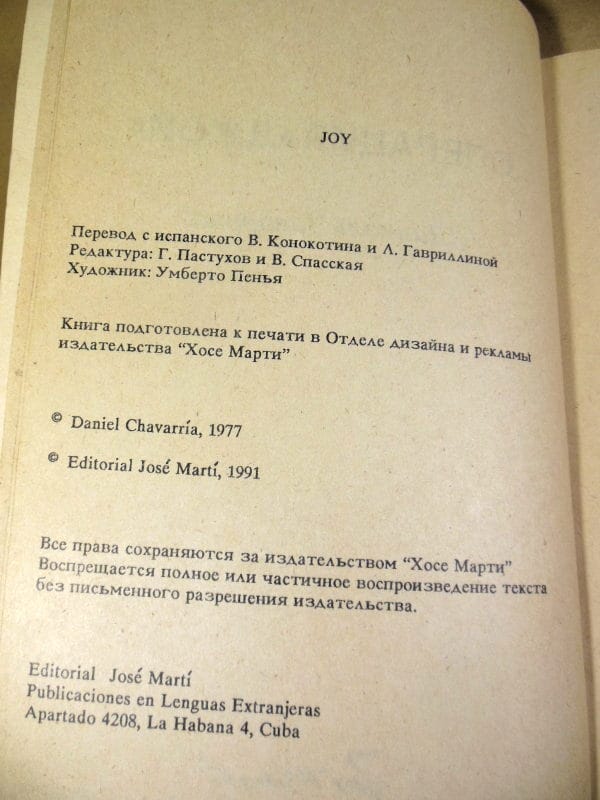 JOY
Перевод с испанского В. Конокотина и Л. Гавриллиной
Редактура: Г. Пастухов и В. Спасская
Художник: Умберто Пенья
Книга подготовлена к печати в Отделе дизайна и рекламы
издательства "Хосе Марти"
© Daniel Chavarría, 1977
© Editorial José Martí, 1991
Все права сохраняются за издательством "Хосе Марти"
Воспрещается полное или частичное воспроизведение текста
без письменного разрешения издательства.
Editorial José Martí
Publicaciones en Lenguas Extranjeras
Apartado 4208, La Habana 4, Cuba